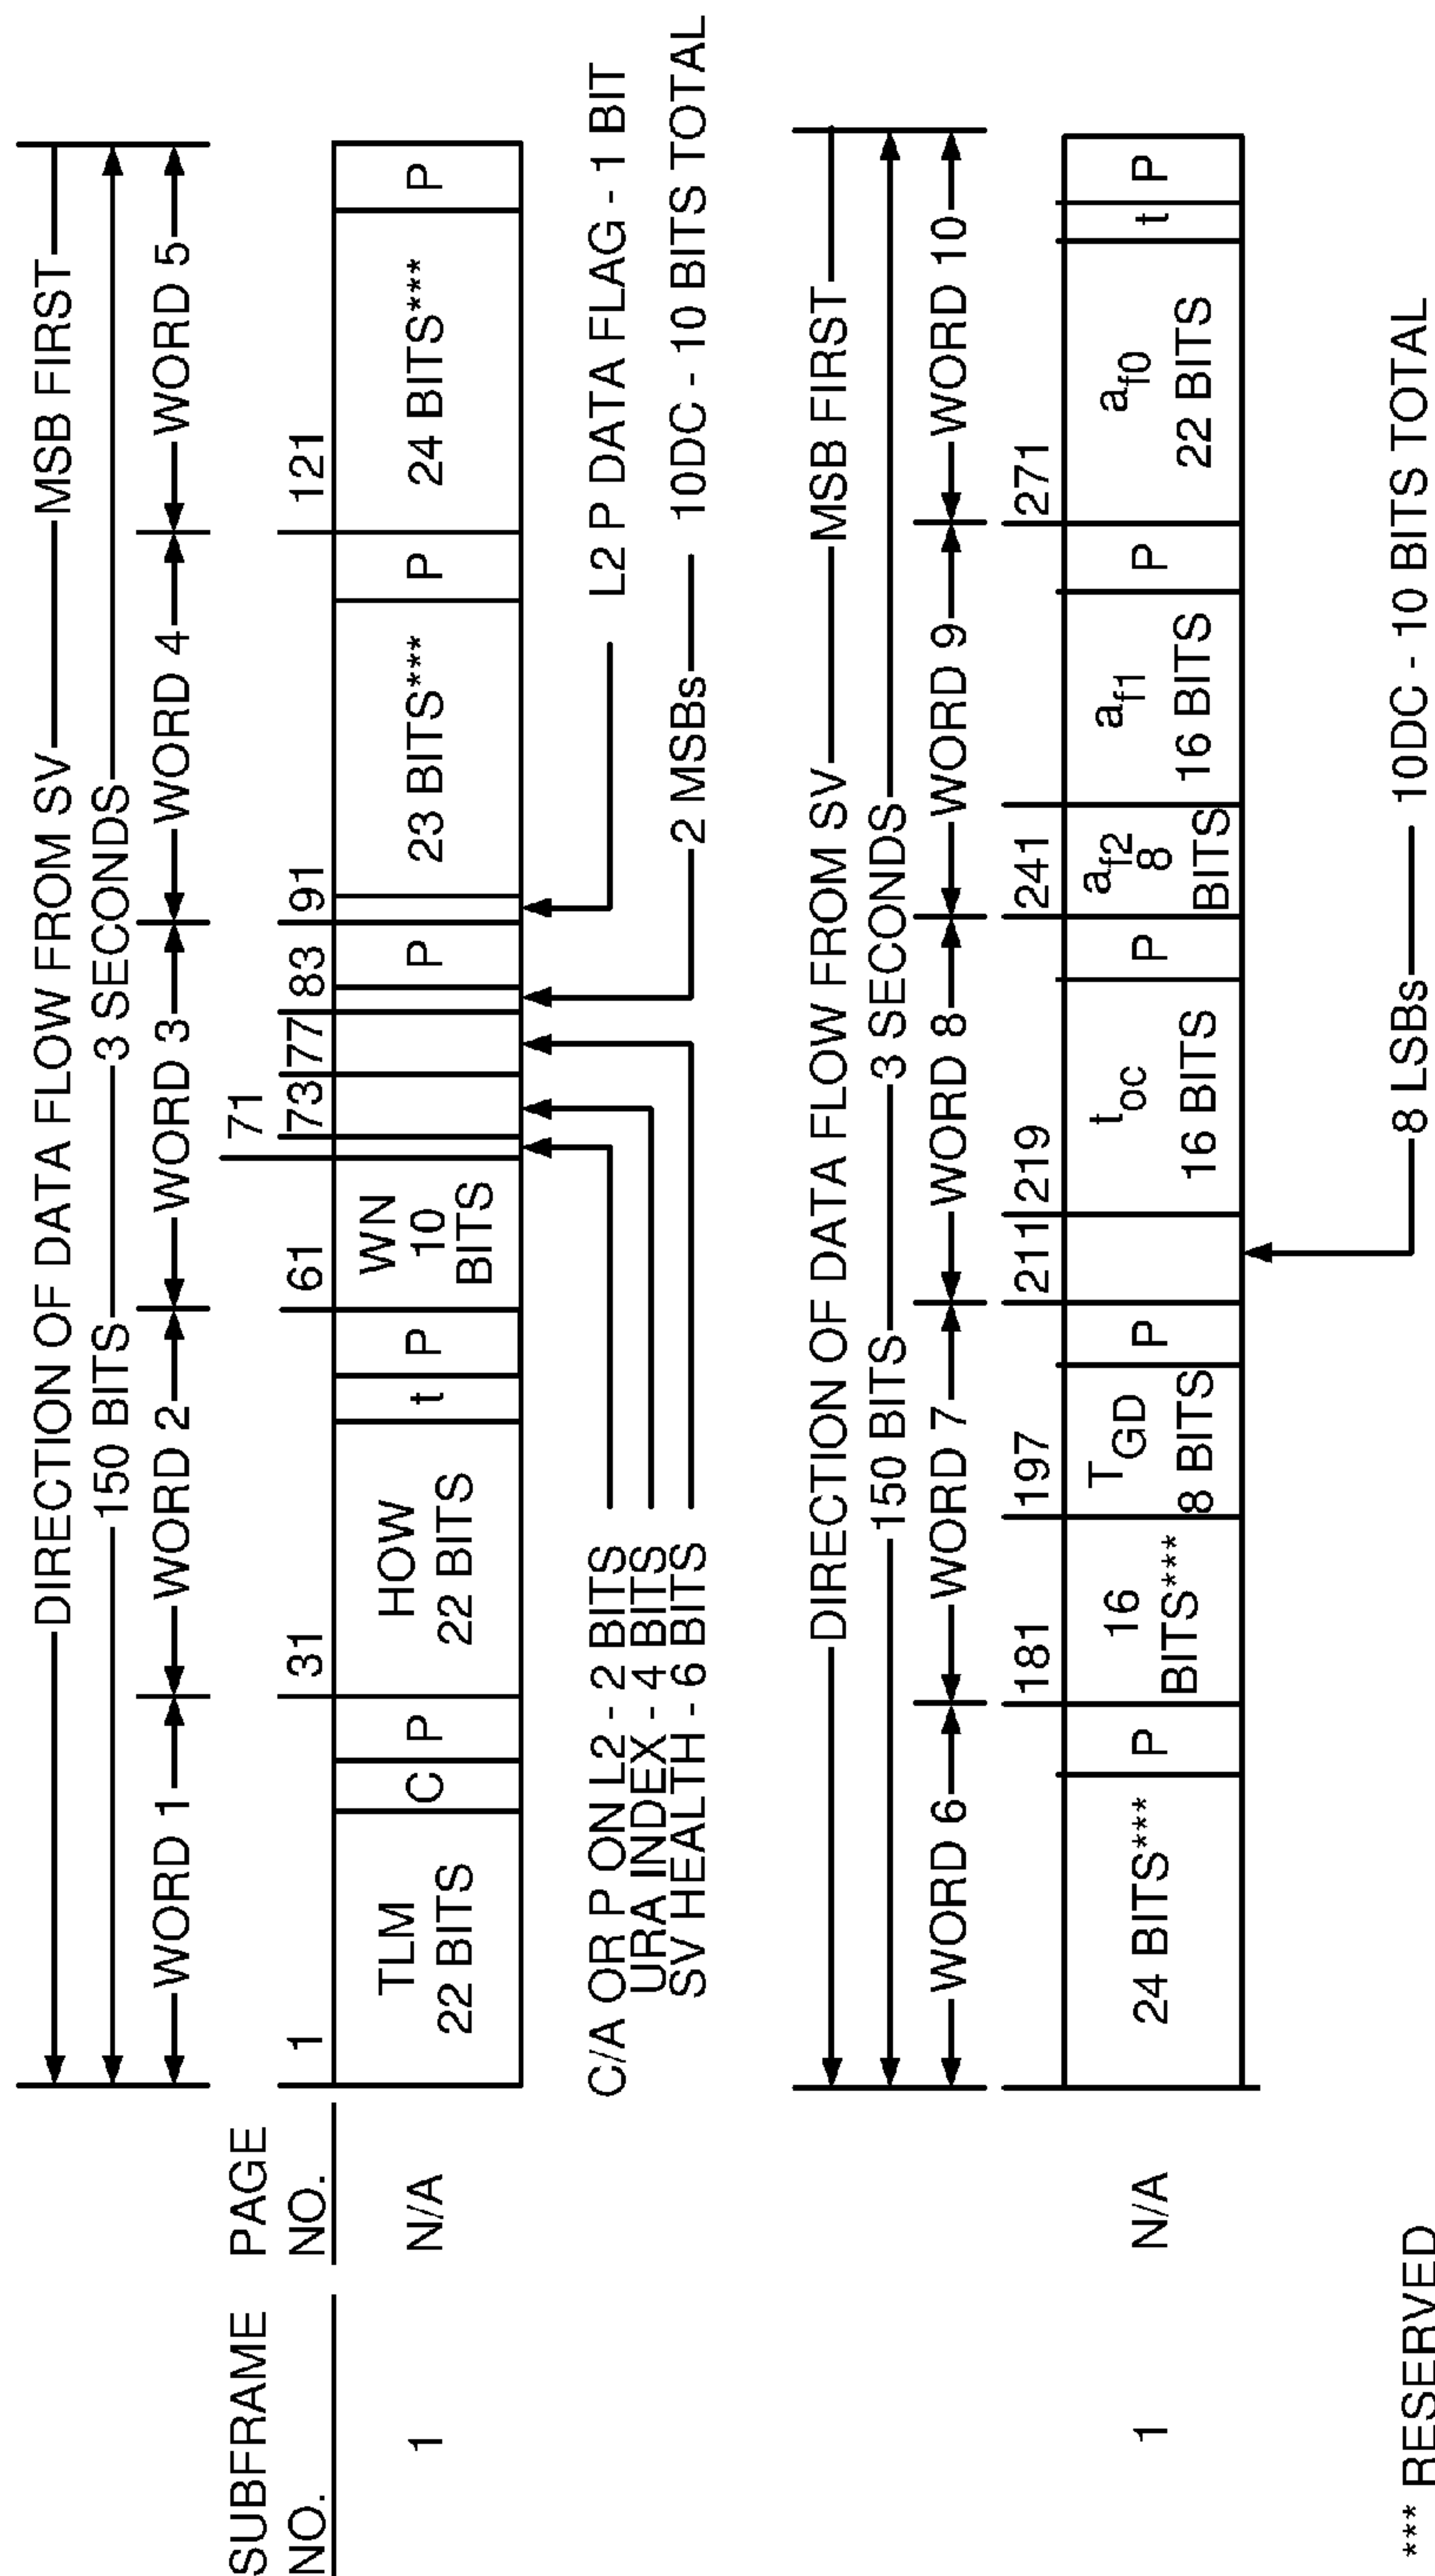 DIRECTION OF DATA FLOW FROM SV MSB FIRST
150 BITS 3 SECONDS
WORD 1 WORD 2 WORD 3 WORD 4 WORD 5
SUBFRAME PAGE
NO. NO.
71
1 31 61 73 77 83 91 121
1 N/A
TLM
22 BITS
C
P
HOW
22 BITS
t
P
WN
10
BITS
P
23 BITS***
P
24 BITS***
P
C/A OR P ON L2 - 2 BITS
URA INDEX - 4 BITS
SV HEALTH - 6 BITS
L2 P DATA FLAG - 1 BIT
2 MSBs 10DC - 10 BITS TOTAL
DIRECTION OF DATA FLOW FROM SV MSB FIRST
150 BITS 3 SECONDS
WORD 6 WORD 7 WORD 8 WORD 9 WORD 10
181 197 211 219 241 271
1 N/A
24 BITS***
P
16
BITS***
TGD
8 BITS
P
toc
16 BITS
P
af2
8
BITS
af1
16 BITS
P
af0
22 BITS
t
P
8 LSBs 10DC - 10 BITS TOTAL
*** RESERVED